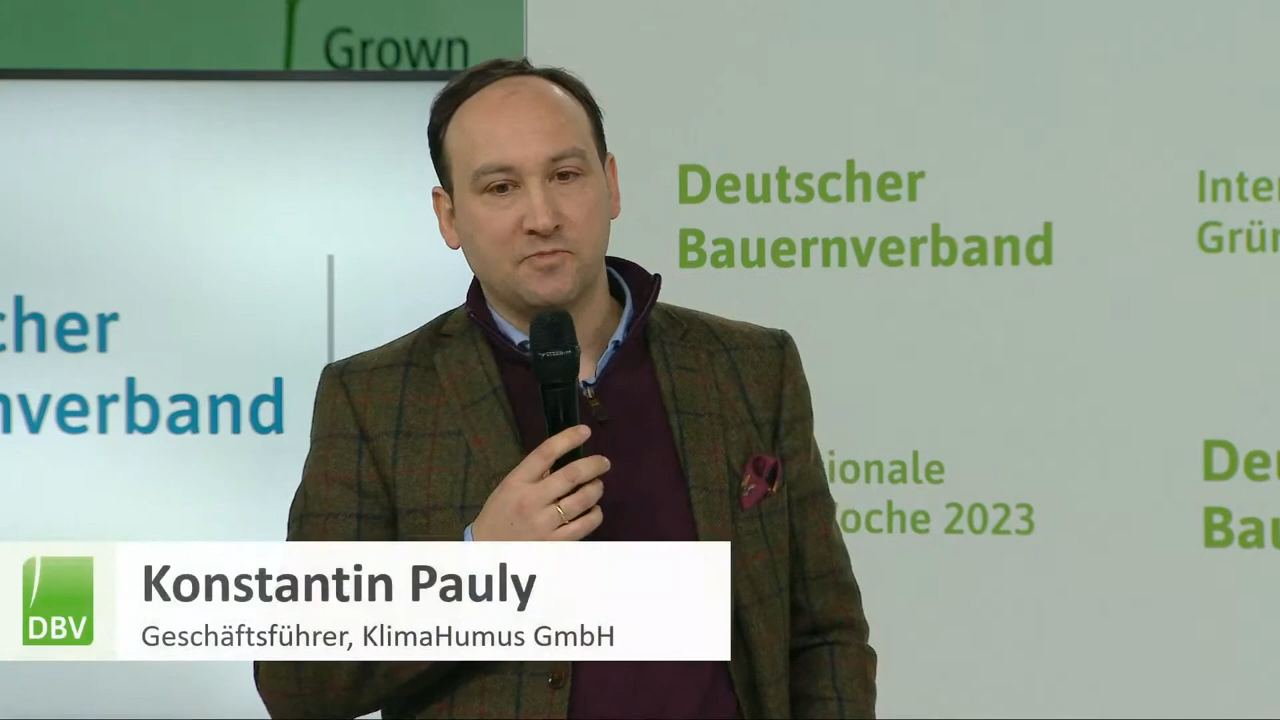 Grown
Deutscher
Bauernverband
Inter
Grün
cher
nverband
ionale
oche 2023
De
Bau
DBV
Konstantin Pauly
Geschäftsführer, KlimaHumus GmbH